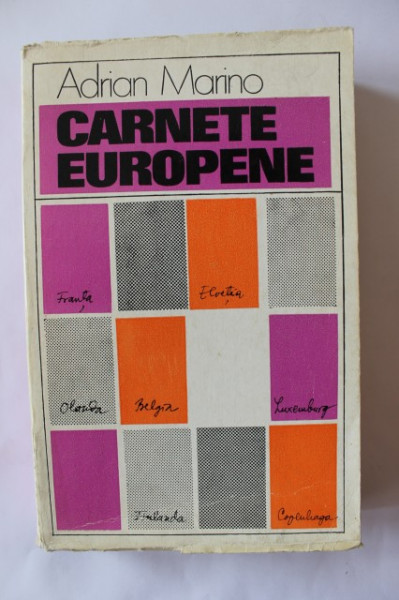 Adrian Marino
CARNETE
EUROPENE
Franța
Elveția
Olanda
Belgia
Luxemburg
Finlanda
Copenhaga